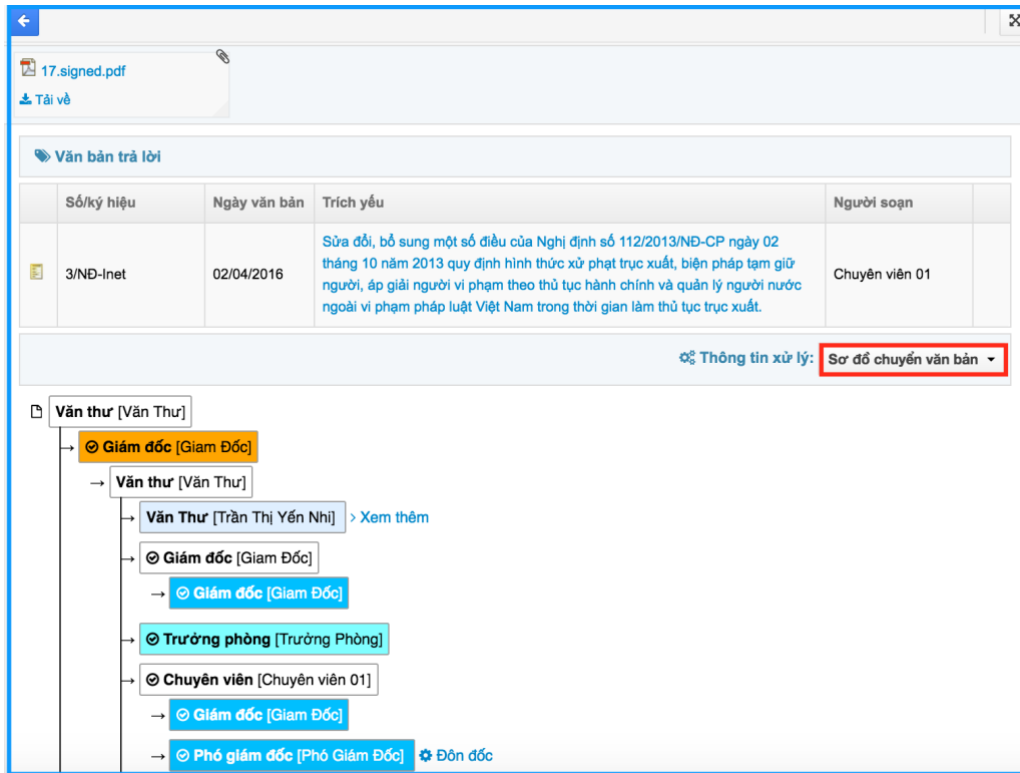 17.signed.pdf
Tải về
Văn bản trả lời
Số/ký hiệu Ngày văn bản Trích yếu Người soạn
3/NĐ-Inet 02/04/2016 Sửa đổi, bổ sung một số điều của Nghị định số 112/2013/NĐ-CP ngày 02
tháng 10 năm 2013 quy định hình thức xử phạt trục xuất, biện pháp tạm giữ
người, áp giải người vi phạm theo thủ tục hành chính và quản lý người nước
ngoài vi phạm pháp luật Việt Nam trong thời gian làm thủ tục trục xuất. Chuyên viên 01
Thông tin xử lý: Sơ đồ chuyển văn bản
Văn thư [Văn Thư]
Giám đốc [Giam Đốc]
Văn thư [Văn Thư]
Văn Thư [Trần Thị Yến Nhi] › Xem thêm
Giám đốc [Giam Đốc]
Giám đốc [Giam Đốc]
Trưởng phòng [Trưởng Phòng]
Chuyên viên [Chuyên viên 01]
Giám đốc [Giam Đốc]
Phó giám đốc [Phó Giám Đốc] Đôn đốc